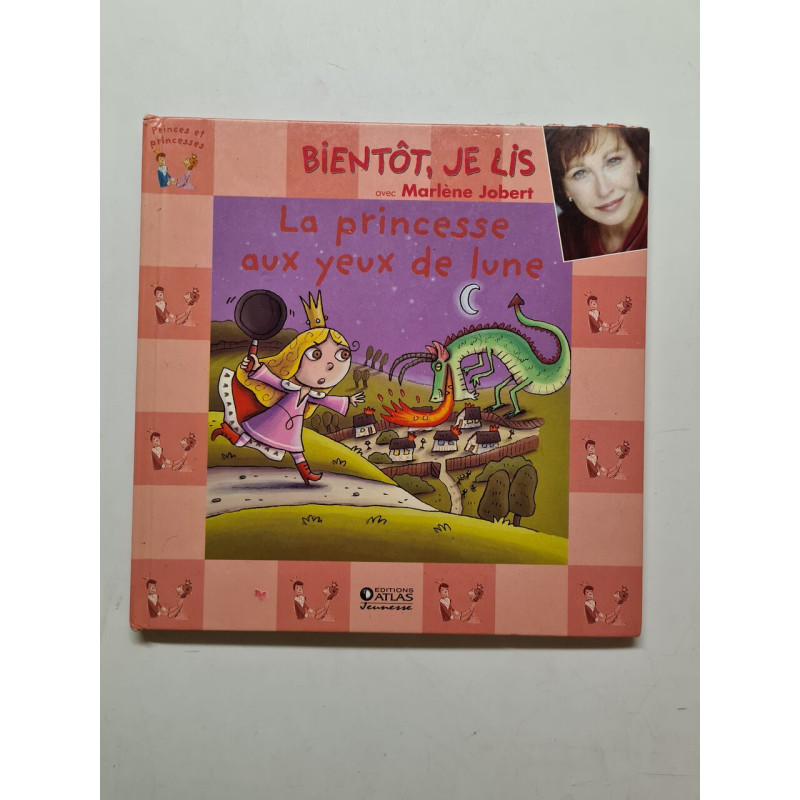 Princes et
princesses
BIENTÔT, JE LIS
avec Marlène Jobert
La princesse
aux yeux de lune
EDITIONS
ATLAS
Jeunesse